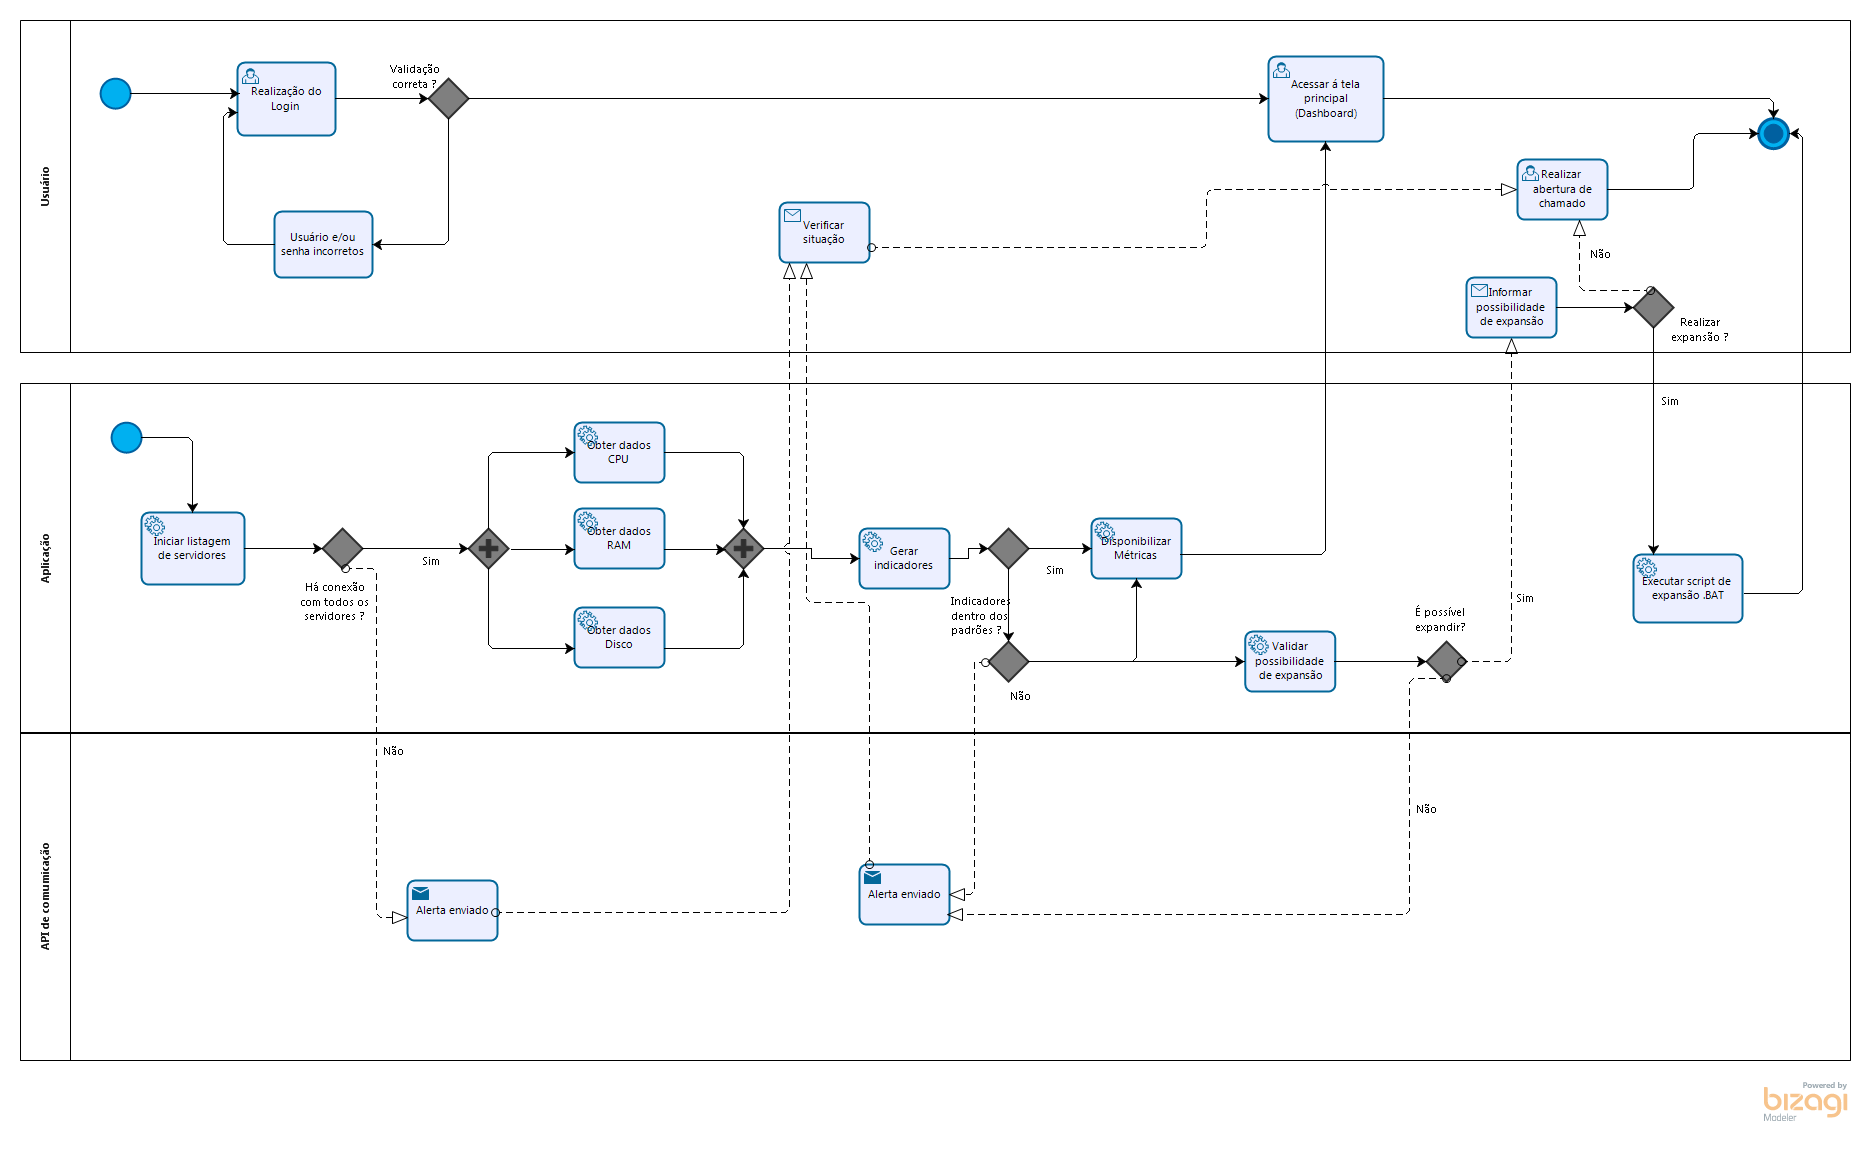 Usuário
Realização do
Login
Validação
correta ?
Usuário e/ou
senha incorretos
Verificar
situação
Acessar á tela
principal
(Dashboard)
Realizar
abertura de
chamado
Não
Informar
possibilidade
de expansão
Realizar
expansão ?
Sim
Aplicação
Iniciar listagem
de servidores
Há conexão
com todos os
servidores ?
Sim
Obter dados
CPU
Obter dados
RAM
Obter dados
Disco
Gerar
indicadores
Indicadores
dentro dos
padrões ?
Sim
Disponibilizar
Métricas
Não
Validar
possibilidade
de expansão
É possível
expandir?
Sim
Executar script de
expansão .BAT
API de comumicação
Não
Alerta enviado
Alerta enviado
Não
Powered by
bizagi
Modeler